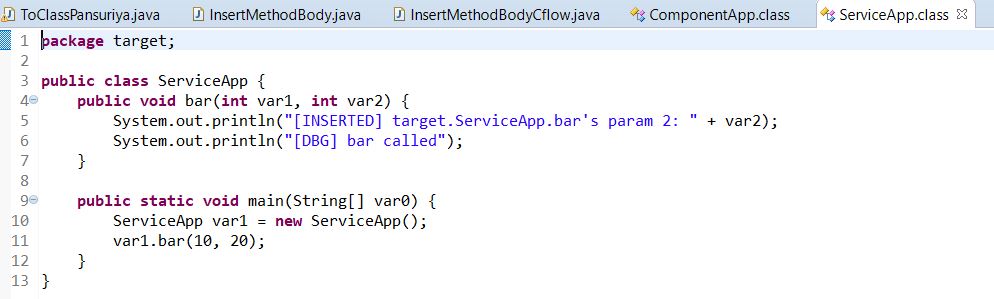 ToClassPansuriya.java InsertMethodBody.java InsertMethodBodyCflow.java ComponentApp.class ServiceApp.class
1 package target;
2
3 public class ServiceApp {
4 public void bar(int var1, int var2) {
5 System.out.println("[INSERTED] target.ServiceApp.bar's param 2: " + var2);
6 System.out.println("[DBG] bar called");
7 }
8
9 public static void main(String[] var0) {
10 ServiceApp var1 = new ServiceApp();
11 var1.bar(10, 20);
12 }
13 }